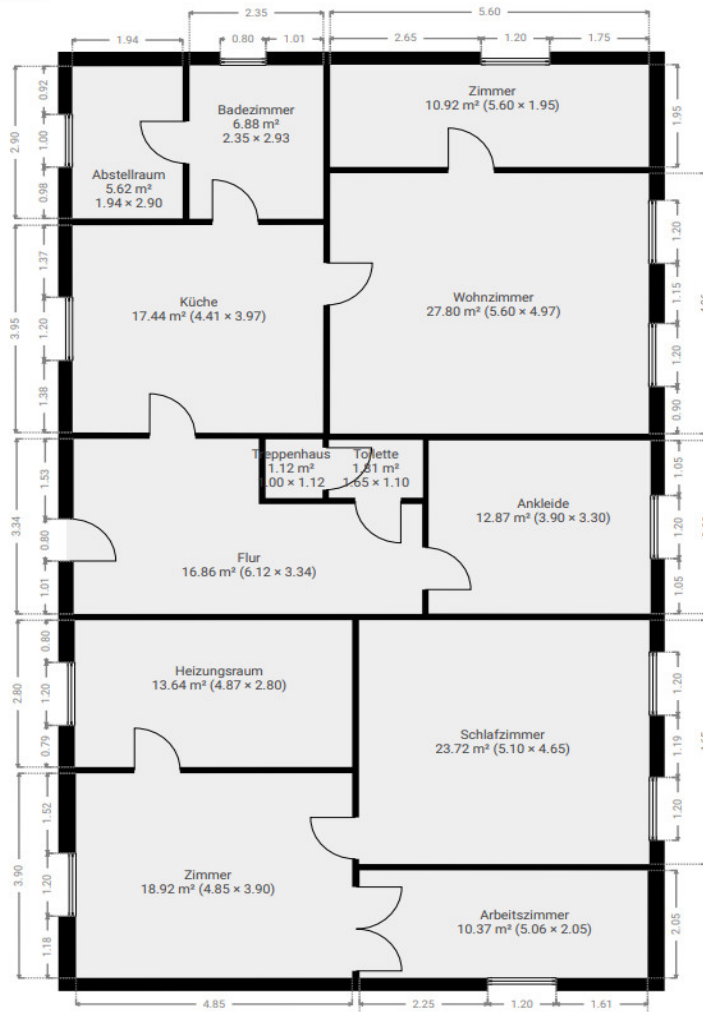 2.35
5.60
1.94
0.80
1.01
2.65
1.20
1.75
2.90
0.92
1.00
0.98
Badezimmer
6.88 m²
2.35 × 2.93
Zimmer
10.92 m² (5.60 × 1.95)
1.95
Abstellraum
5.62 m²
1.94 × 2.90
3.95
1.37
1.20
1.38
Küche
17.44 m² (4.41 × 3.97)
Wohnzimmer
27.80 m² (5.60 × 4.97)
1.20
1.15
1.20
0.90
3.34
1.53
0.80
1.01
Treppenhaus
1.12 m²
1.00 × 1.12
Toilette
1.81 m²
1.65 × 1.10
Ankleide
12.87 m² (3.90 × 3.30)
1.05
1.20
1.05
Flur
16.86 m² (6.12 × 3.34)
2.80
0.80
1.20
0.79
Heizungsraum
13.64 m² (4.87 × 2.80)
Schlafzimmer
23.72 m² (5.10 × 4.65)
1.20
1.19
1.20
3.90
1.52
1.20
1.18
Zimmer
18.92 m² (4.85 × 3.90)
Arbeitszimmer
10.37 m² (5.06 × 2.05)
2.05
4.85
2.25
1.20
1.61